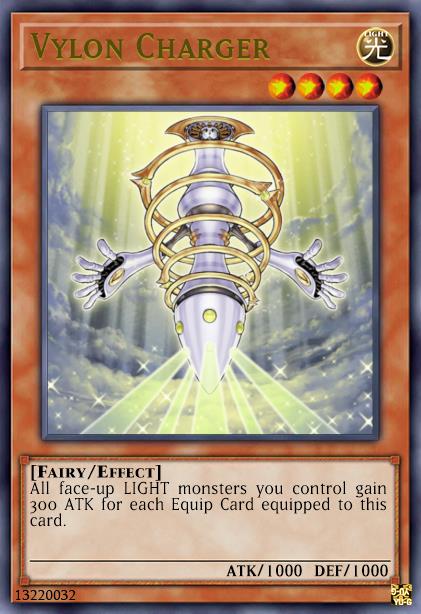 Vylon Charger
LIGHT
光
[Fairy/Effect]
All face-up LIGHT monsters you control gain
300 ATK for each Equip Card equipped to this
card.
ATK/1000 DEF/1000
13220032